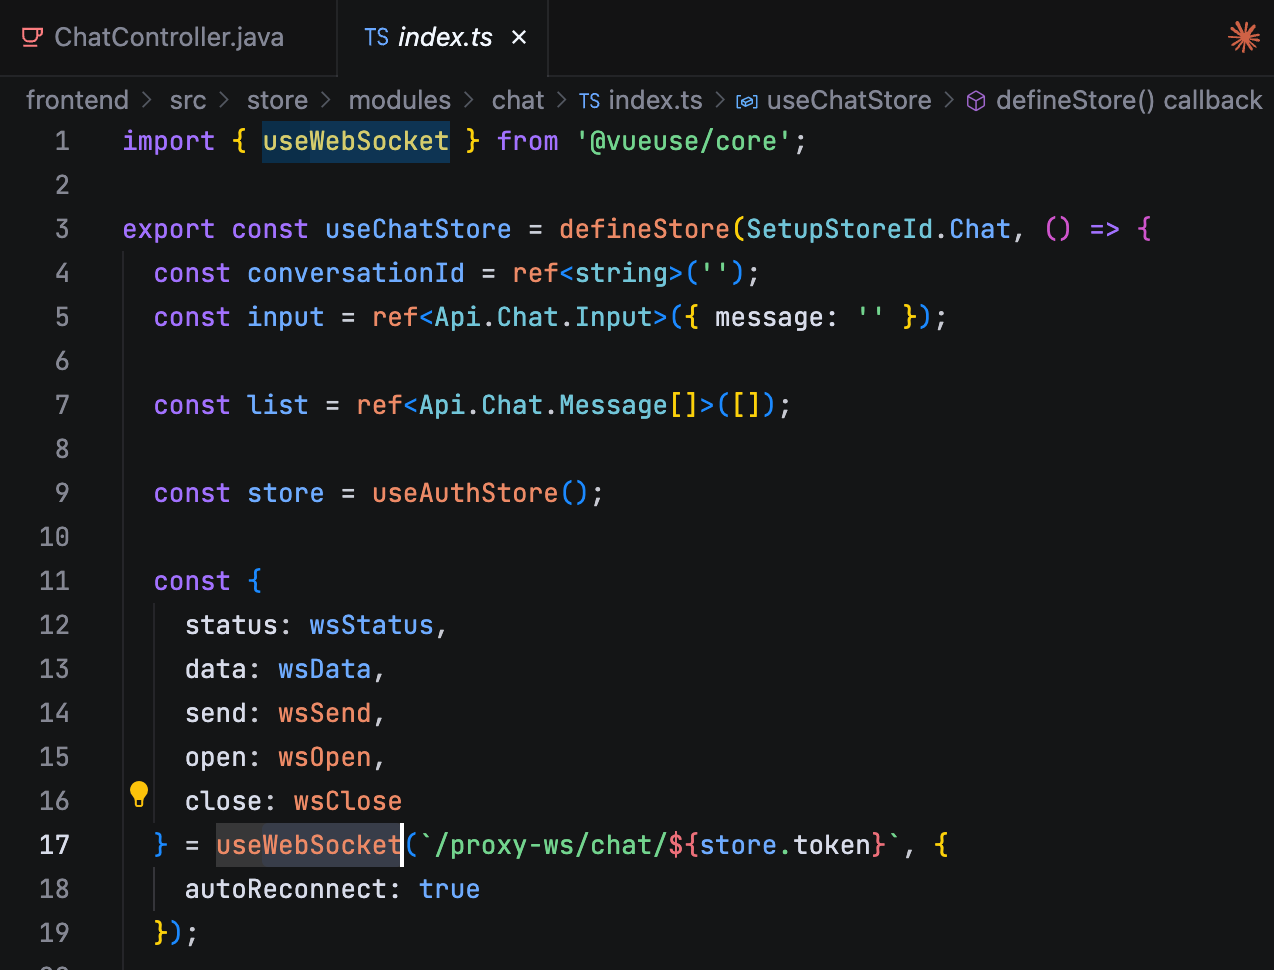 ChatController.java TS index.ts ×
frontend > src > store > modules > chat > TS index.ts > useChatStore > defineStore() callback
1 import { useWebSocket } from '@vueuse/core';
2
3 export const useChatStore = defineStore(SetupStoreId.Chat, () => {
4   const conversationId = ref<string>('');
5   const input = ref<Api.Chat.Input>({ message: '' });
6
7   const list = ref<Api.Chat.Message[]>([]);
8
9   const store = useAuthStore();
10
11   const {
12     status: wsStatus,
13     data: wsData,
14     send: wsSend,
15     open: wsOpen,
16     close: wsClose
17   } = useWebSocket(`/proxy-ws/chat/${store.token}`, {
18     autoReconnect: true
19   });